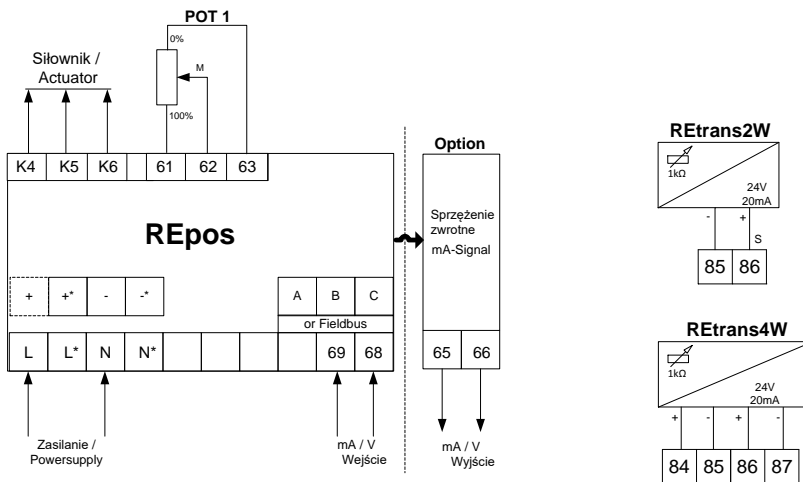 POT 1
0%
M
100%
Siłownik /
Actuator
K4 K5 K6 61 62 63
REpos
+ +* - -*
A B C
or Fieldbus
L L* N N* 69 68
Zasilanie /
Powersupply
mA / V
Wejście
Option
Sprzężenie
zwrotne
mA-Signal
65 66
mA / V
Wyjście
REtrans2W
1kΩ
24V
20mA
- +
S
85 86
REtrans4W
1kΩ
24V
20mA
+ - + -
84 85 86 87